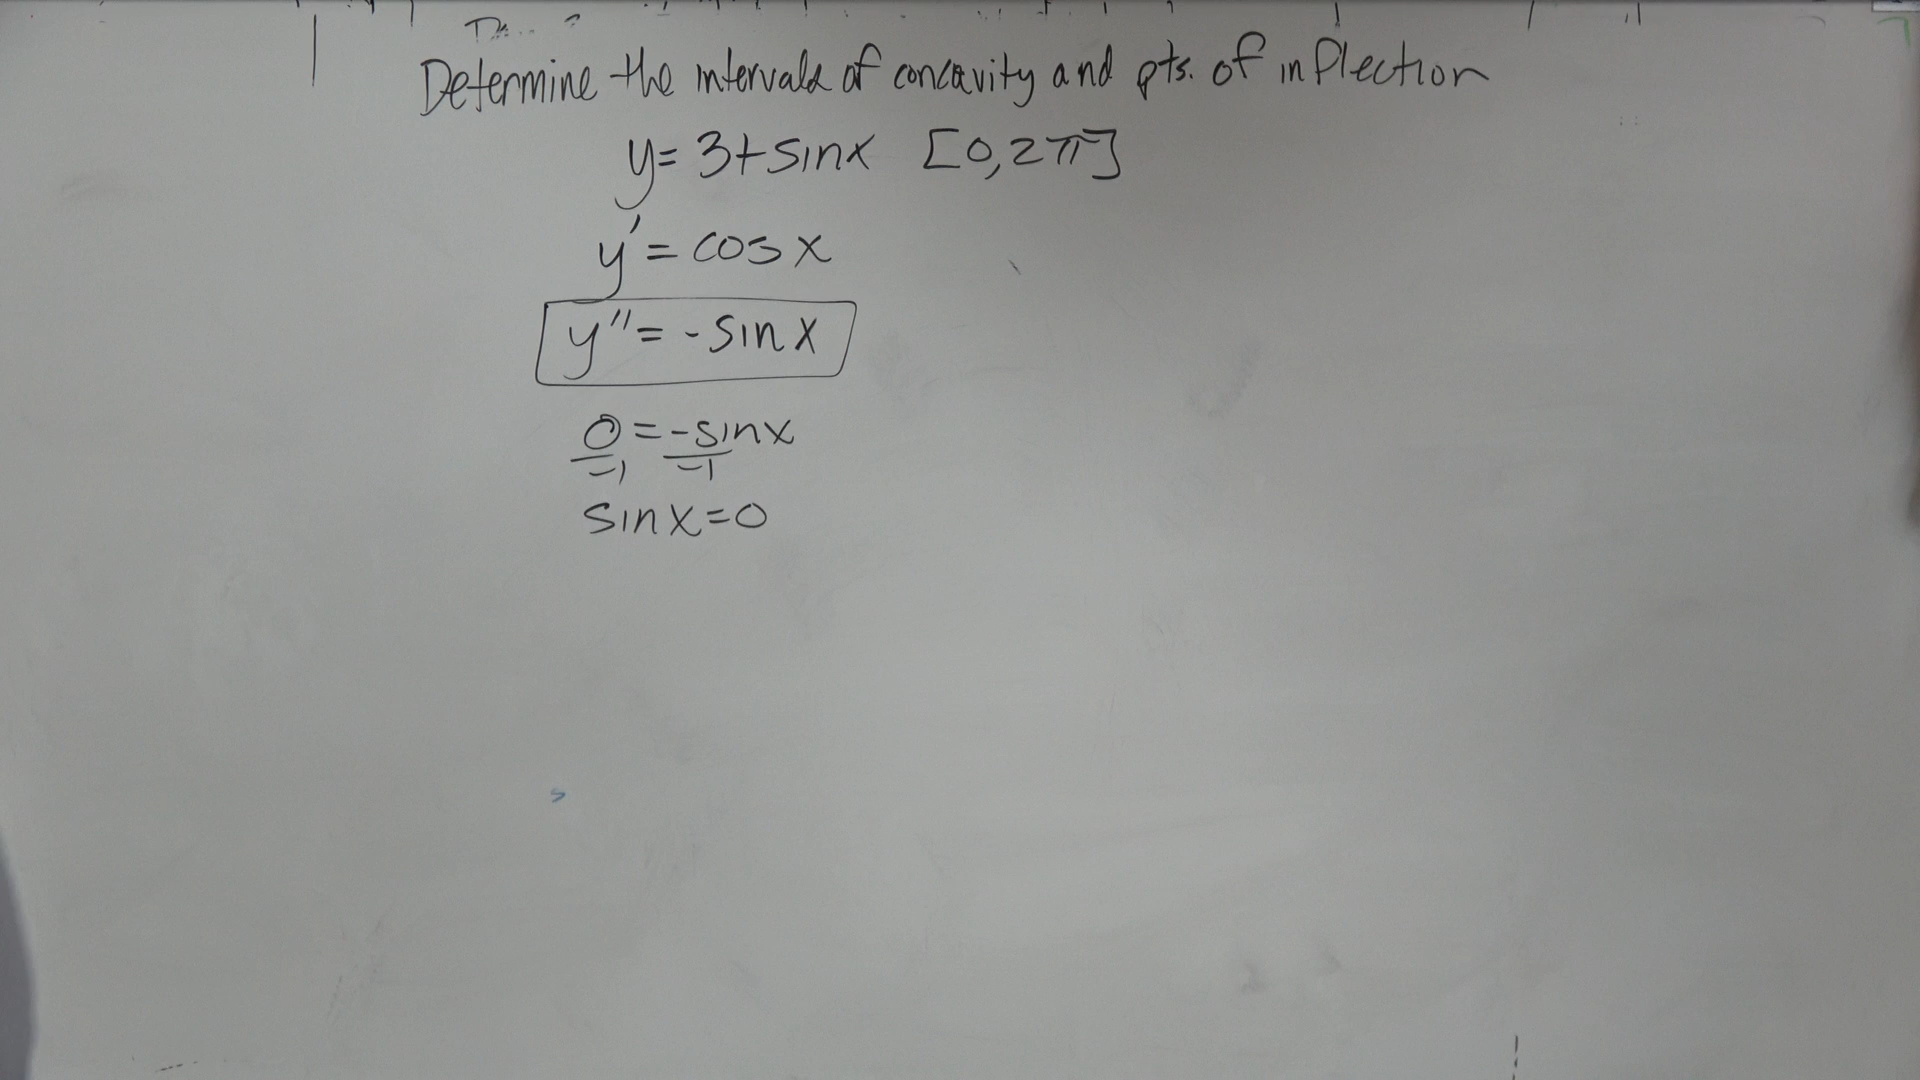 Determine the intervals of concavity and pts. of inflection
y = 3+sinx [0,2π]
y' = cos x
y" = -sin x
0 = -sinx
-1 -1
sin x = 0